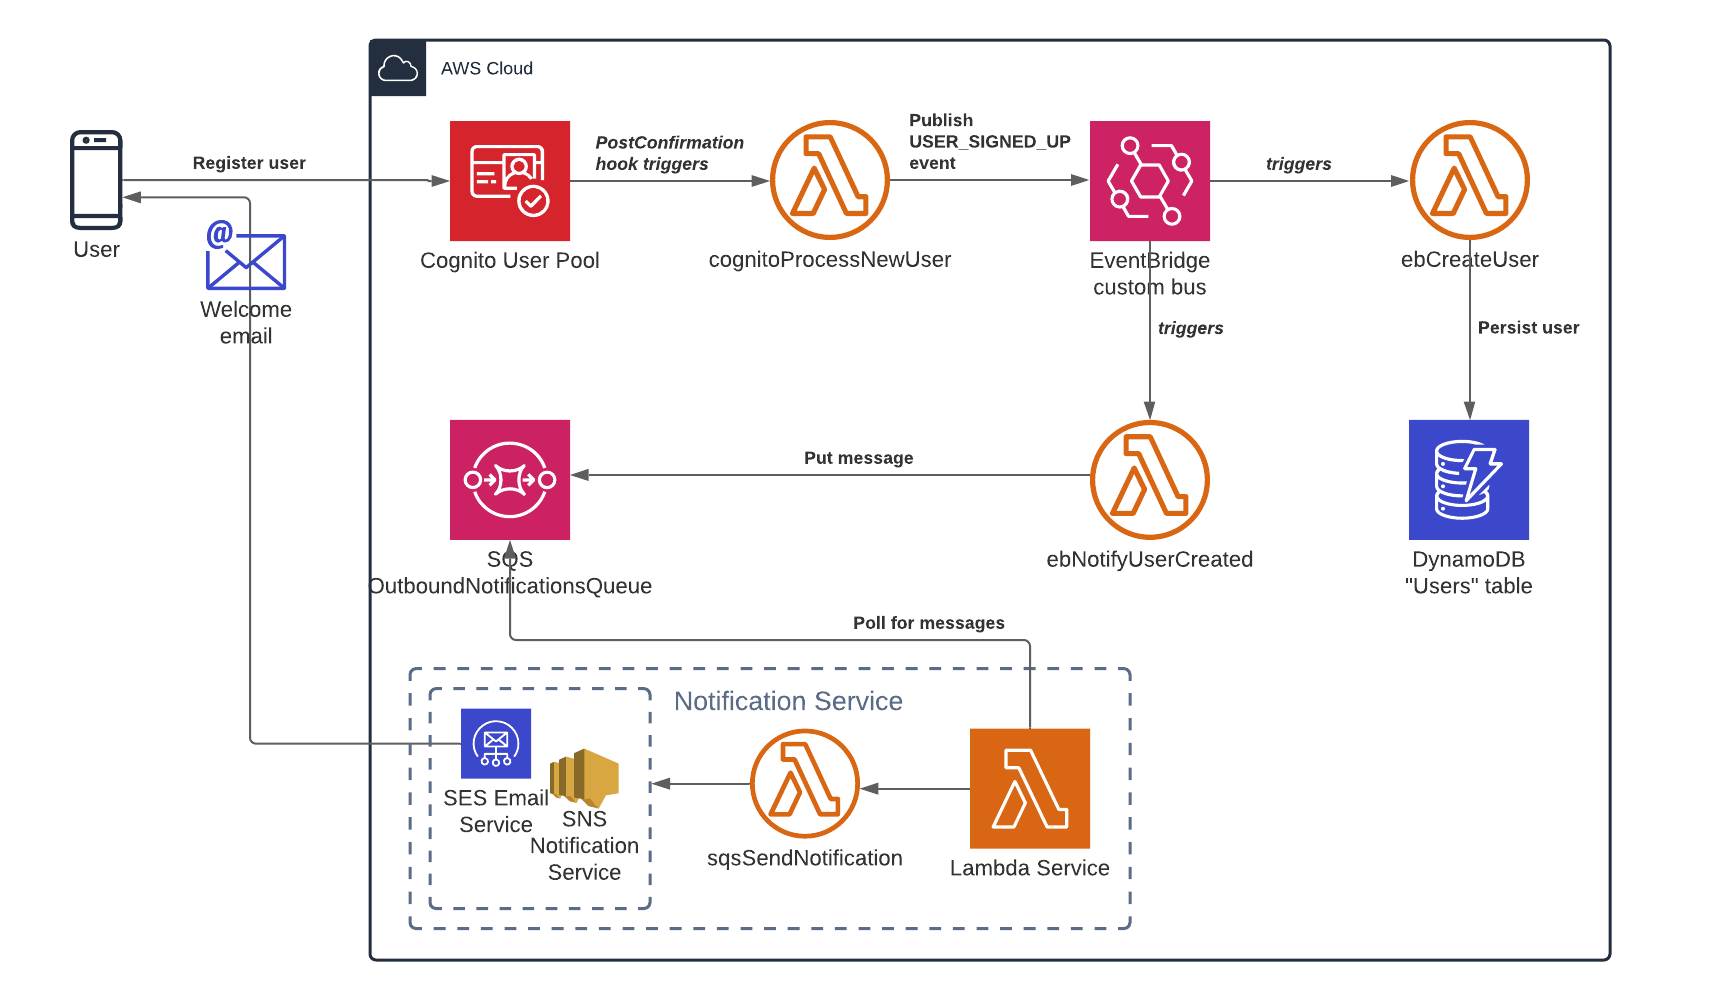 AWS Cloud
Register user
PostConfirmation
hook triggers
Publish
USER_SIGNED_UP
event
triggers
User
Cognito User Pool
cognitoProcessNewUser
EventBridge
custom bus
ebCreateUser
@
Welcome
email
triggers
Persist user
Put message
SQS
OutboundNotificationsQueue
ebNotifyUserCreated
DynamoDB
"Users" table
Poll for messages
Notification Service
SES Email
Service
SNS
Notification
Service
sqsSendNotification
Lambda Service